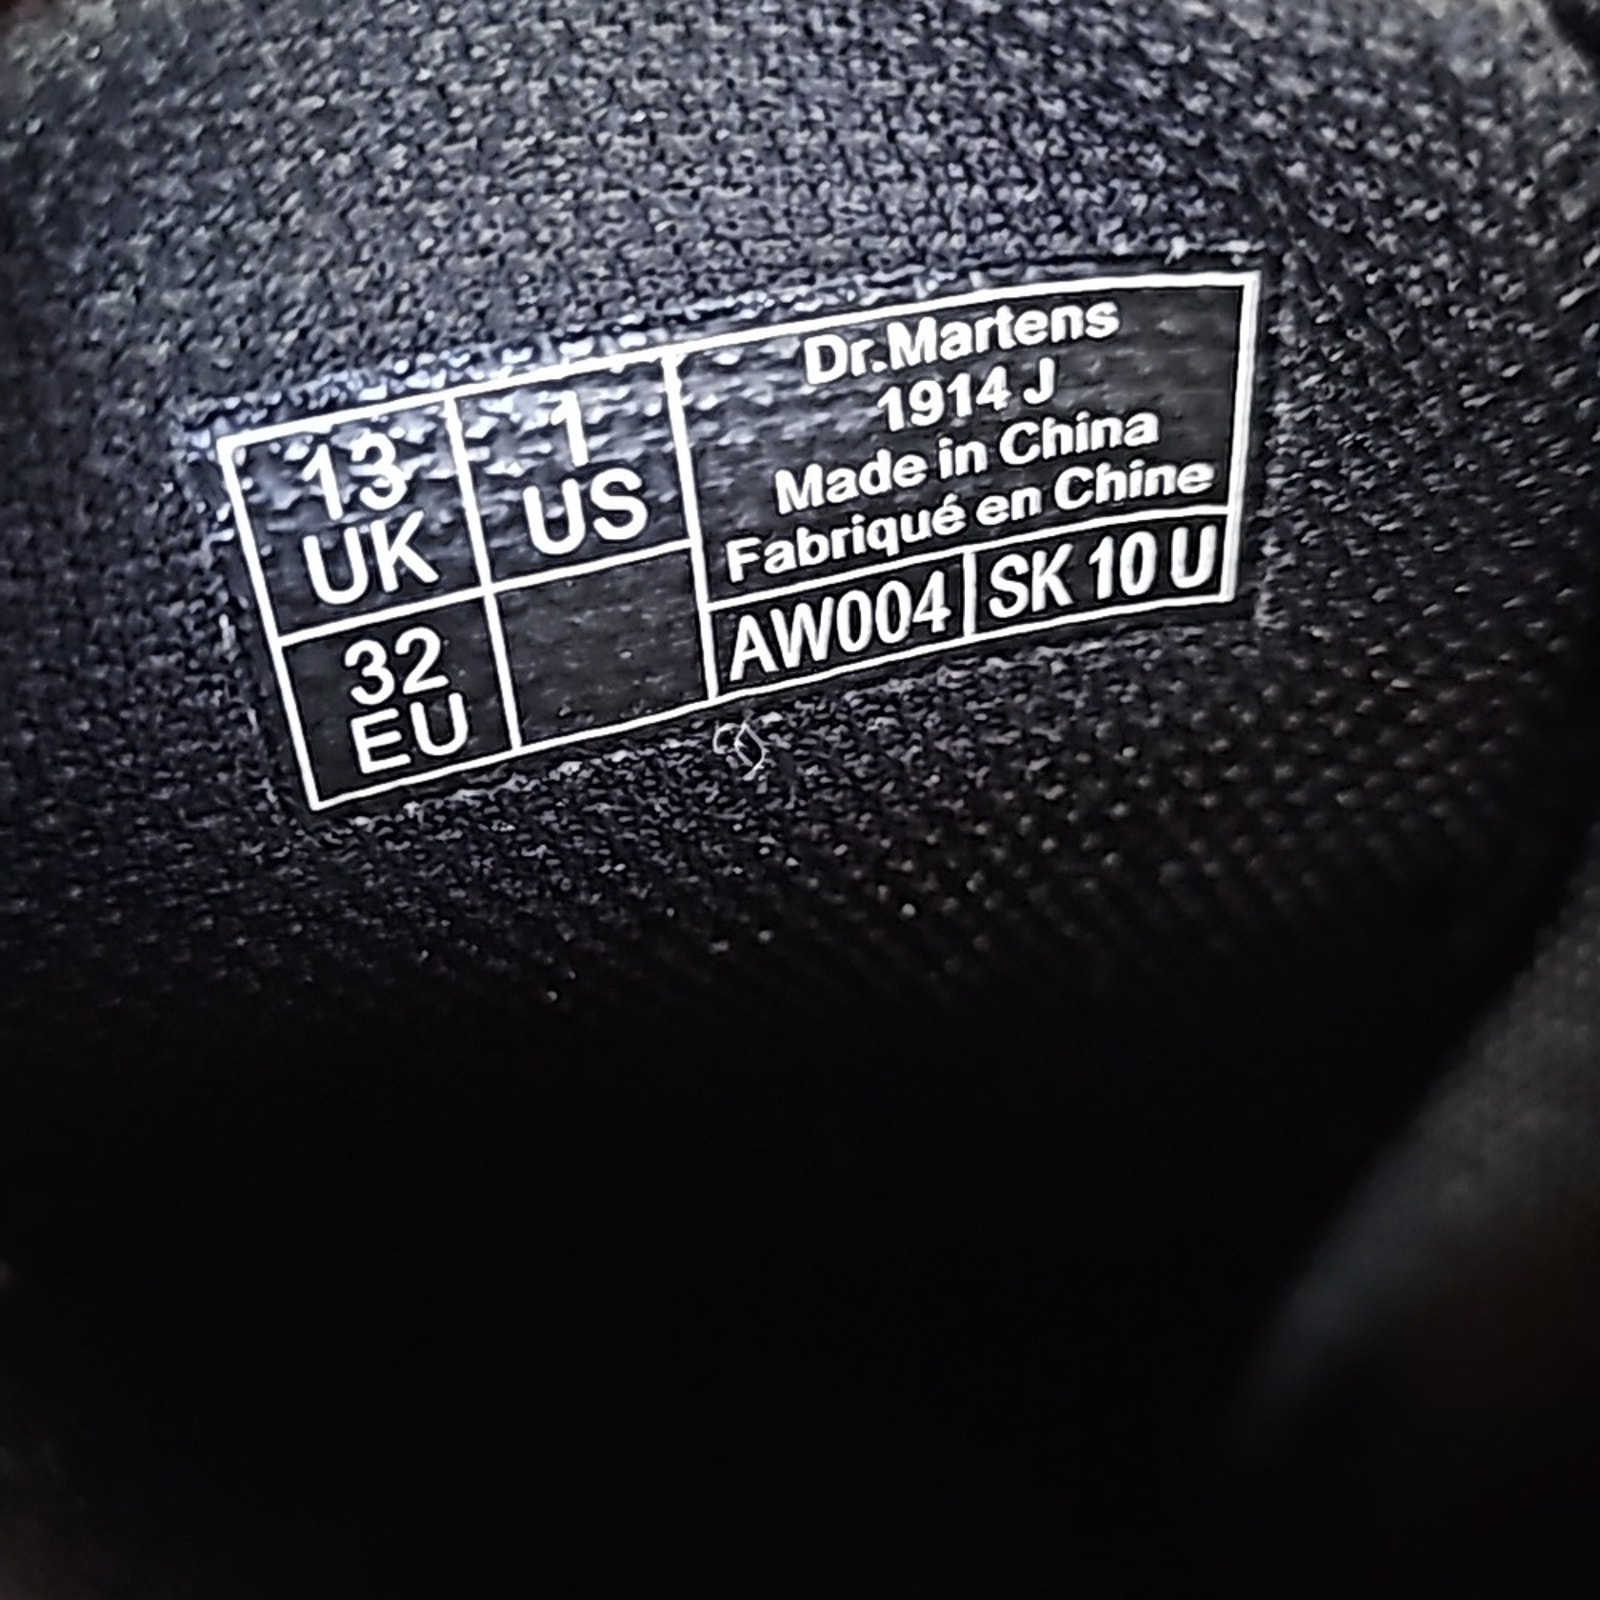 13
UK
1
US
32
EU
Dr.Martens
1914 J
Made in China
Fabriqué en Chine
AW004
SK 10 U